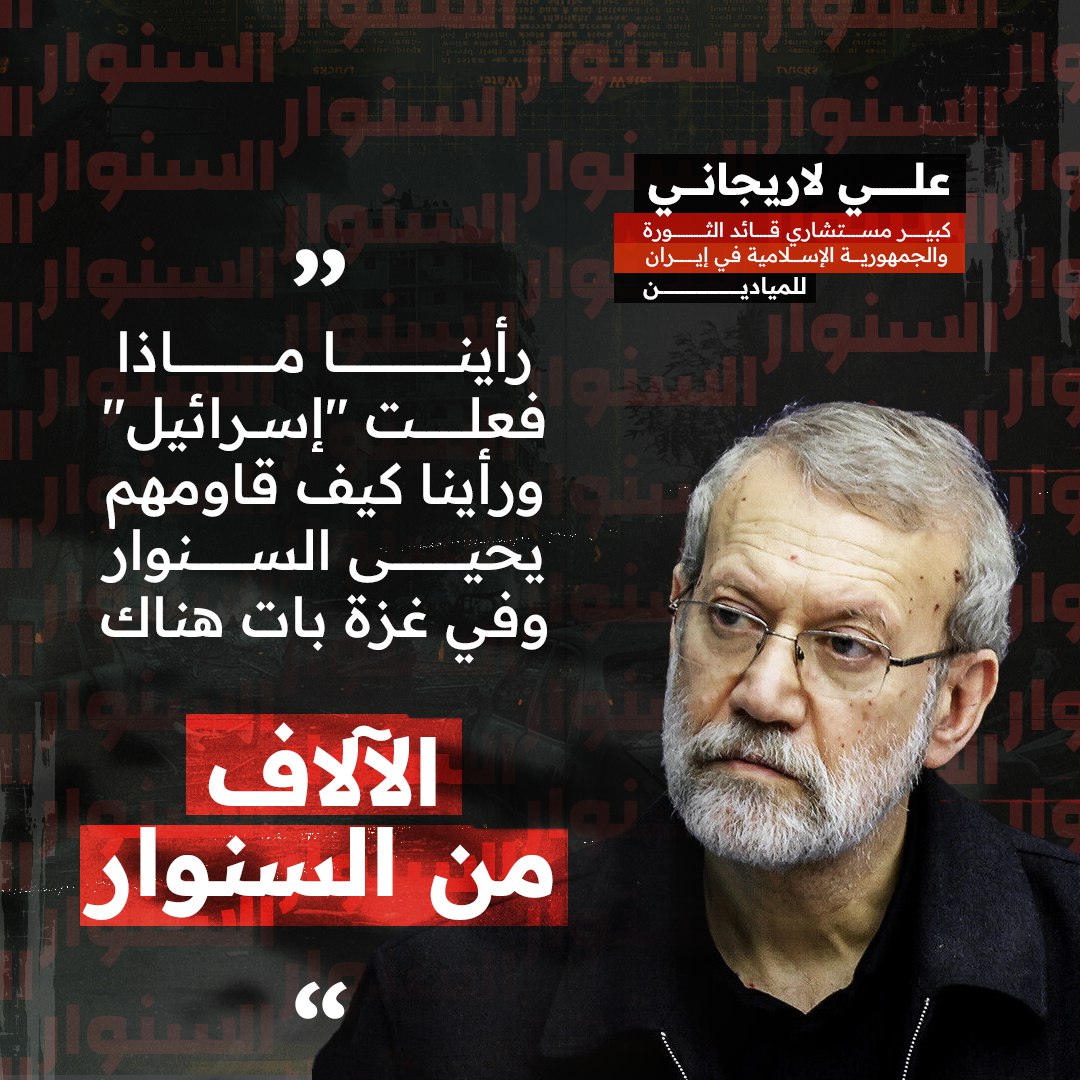 علي لاريجاني
كبير مستشاري قائد الثورة
والجمهورية الإسلامية في إيران
للميادين
”
رأينا ماذا
فعلت "إسرائيل"
ورأينا كيف قاومهم
يحيى السنوار
وفي غزة بات هناك
الآلاف
من السنوار
“